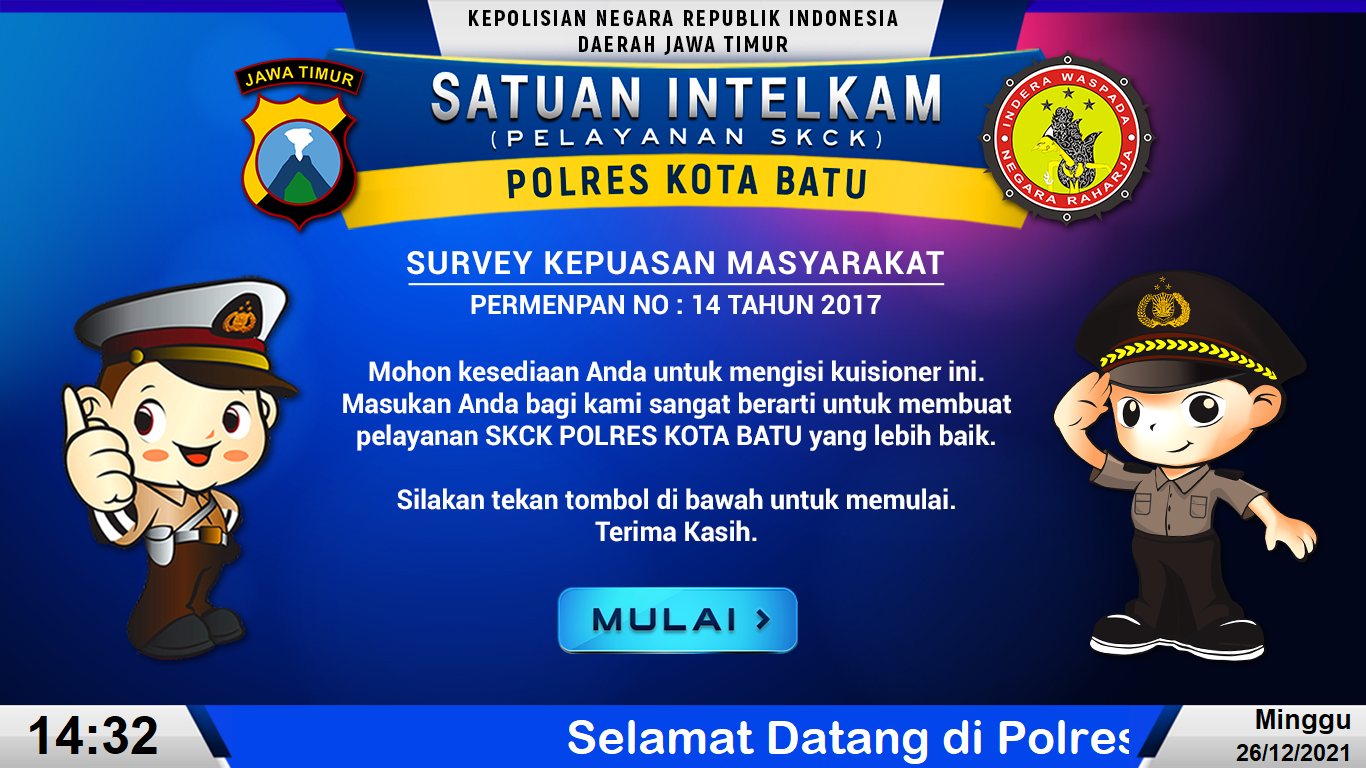 KEPOLISIAN NEGARA REPUBLIK INDONESIA
DAERAH JAWA TIMUR
JAWA TIMUR
SATUAN INTELKAM
(PELAYANAN SKCK)
POLRES KOTA BATU
INDERA WASPADA
NEGARA RAHARJA
SURVEY KEPUASAN MASYARAKAT
PERMENPAN NO : 14 TAHUN 2017
Mohon kesediaan Anda untuk mengisi kuisioner ini.
Masukan Anda bagi kami sangat berarti untuk membuat
pelayanan SKCK POLRES KOTA BATU yang lebih baik.
Silakan tekan tombol di bawah untuk memulai.
Terima Kasih.
MULAI >
14:32
Selamat Datang di Polres
Minggu
26/12/2021